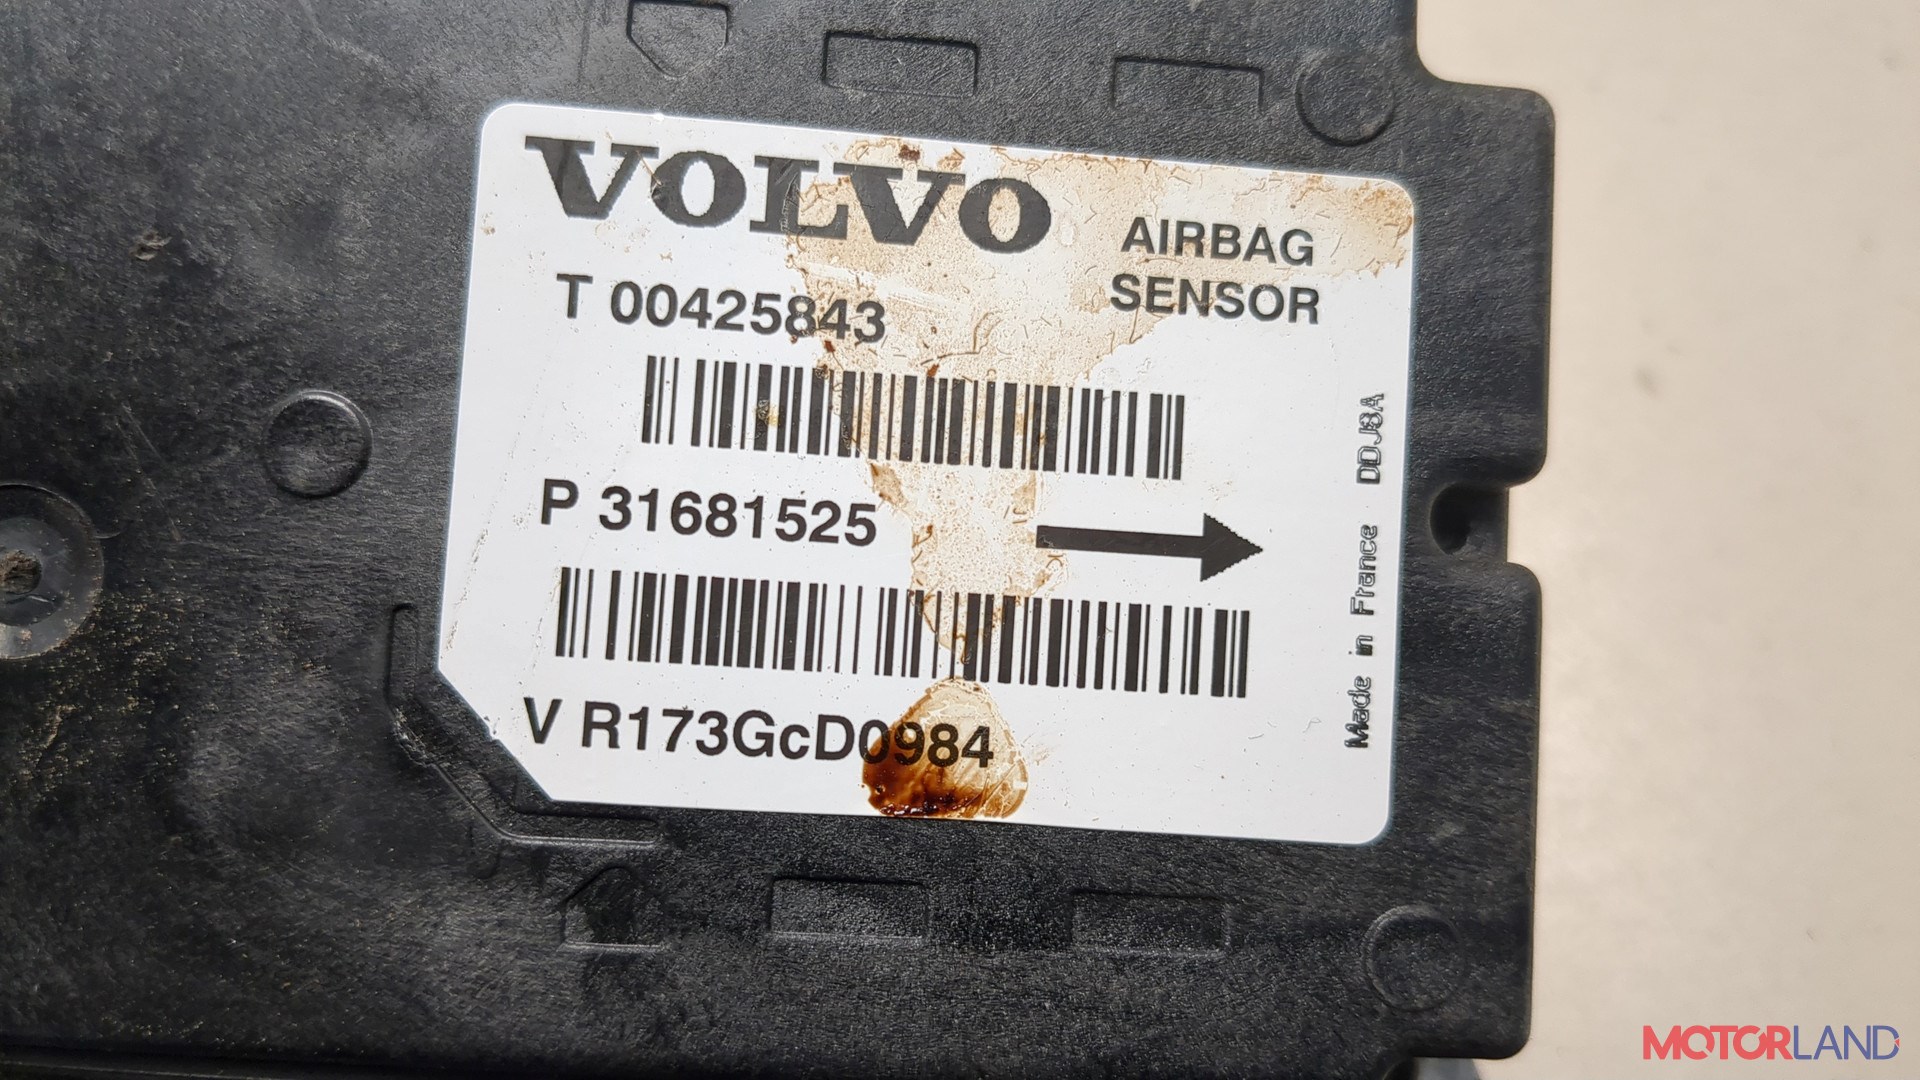 VOLVO
AIRBAG
SENSOR
T 00425843
P 31681525
V R173GcD0984
Made in France DDJ8A
MOTORLAND